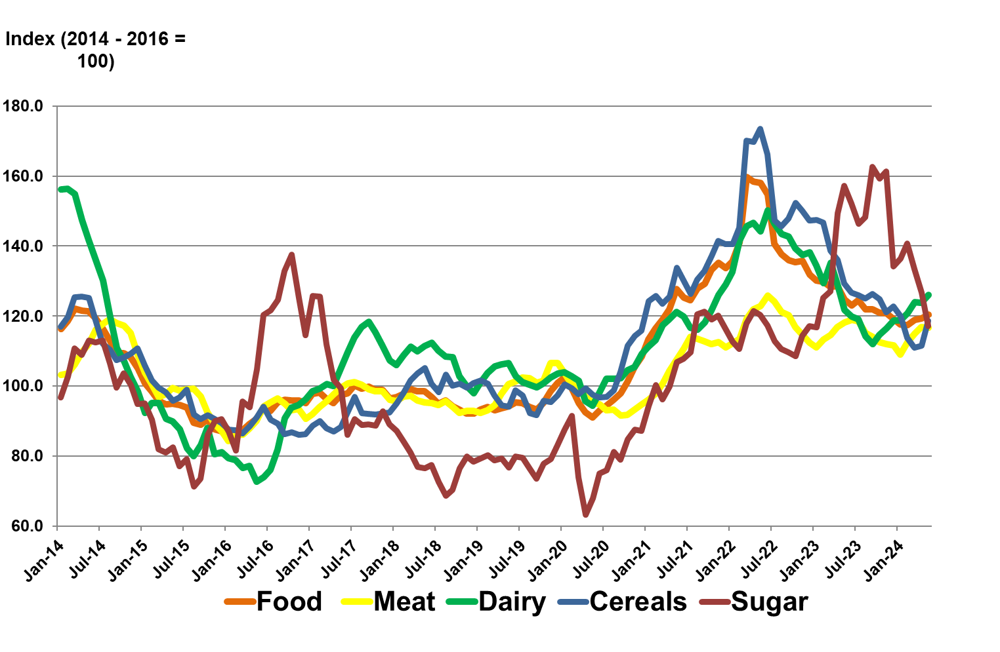 Index (2014 - 2016 =
100)
180.0
160.0
140.0
120.0
100.0
80.0
60.0
Jan-14
Jul-14
Jan-15
Jul-15
Jan-16
Jul-16
Jan-17
Jul-17
Jan-18
Jul-18
Jan-19
Jul-19
Jan-20
Jul-20
Jan-21
Jul-21
Jan-22
Jul-22
Jan-23
Jul-23
Jan-24
Food Meat Dairy Cereals Sugar